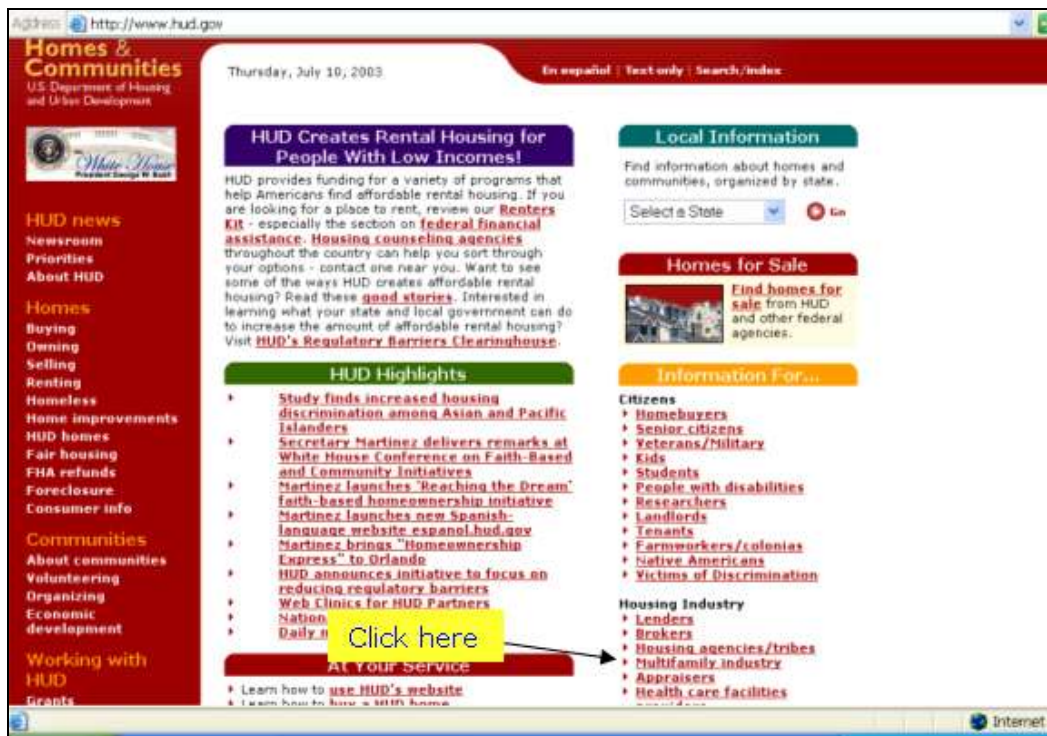 Address http://www.hud.gov
Homes &
Communities
U.S. Department of Housing
and Urban Development
Thursday, July 10, 2003
En español | Text only | Search/index
White House
President George W. Bush
HUD news
Newsroom
Priorities
About HUD
Homes
Buying
Owning
Selling
Renting
Homeless
Home improvements
HUD homes
Fair housing
FHA refunds
Foreclosure
Consumer info
Communities
About communities
Volunteering
Organizing
Economic
development
Working with
HUD
Grants
HUD Creates Rental Housing for
People With Low Incomes!
HUD provides funding for a variety of programs that
help Americans find affordable rental housing. If you
are looking for a place to rent, review our Renters
Kit - especially the section on federal financial
assistance. Housing counseling agencies
throughout the country can help you sort through
your options - contact one near you. Want to see
some of the ways HUD creates affordable rental
housing? Read these good stories. Interested in
learning what your state and local government can do
to increase the amount of affordable rental housing?
Visit HUD's Regulatory Barriers Clearinghouse.
HUD Highlights
Study finds increased housing
discrimination among Asian and Pacific
Islanders
Secretary Martinez delivers remarks at
White House Conference on Faith-Based
and Community Initiatives
Martinez launches 'Reaching the Dream'
faith-based homeownership initiative
Martinez launches new Spanish-
language website espanol.hud.gov
Martinez brings "Homeownership
Express" to Orlando
HUD announces initiative to focus on
reducing regulatory barriers
Web Clinics for HUD Partners
Daily
Click here
At Your Service
Learn how to use HUD's website
Learn how to buy a HUD home
Local Information
Find information about homes and
communities, organized by state.
Select a State
Go
Homes for Sale
Find homes for
sale from HUD
and other federal
agencies.
Information For...
Citizens
Homebuyers
Senior citizens
Veterans/Military
Kids
Students
People with disabilities
Researchers
Landlords
Tenants
Farmworkers/colonias
Native Americans
Victims of Discrimination
Housing Industry
Lenders
Brokers
Housing agencies/tribes
Multifamily industry
Appraisers
Health care facilities
Internet